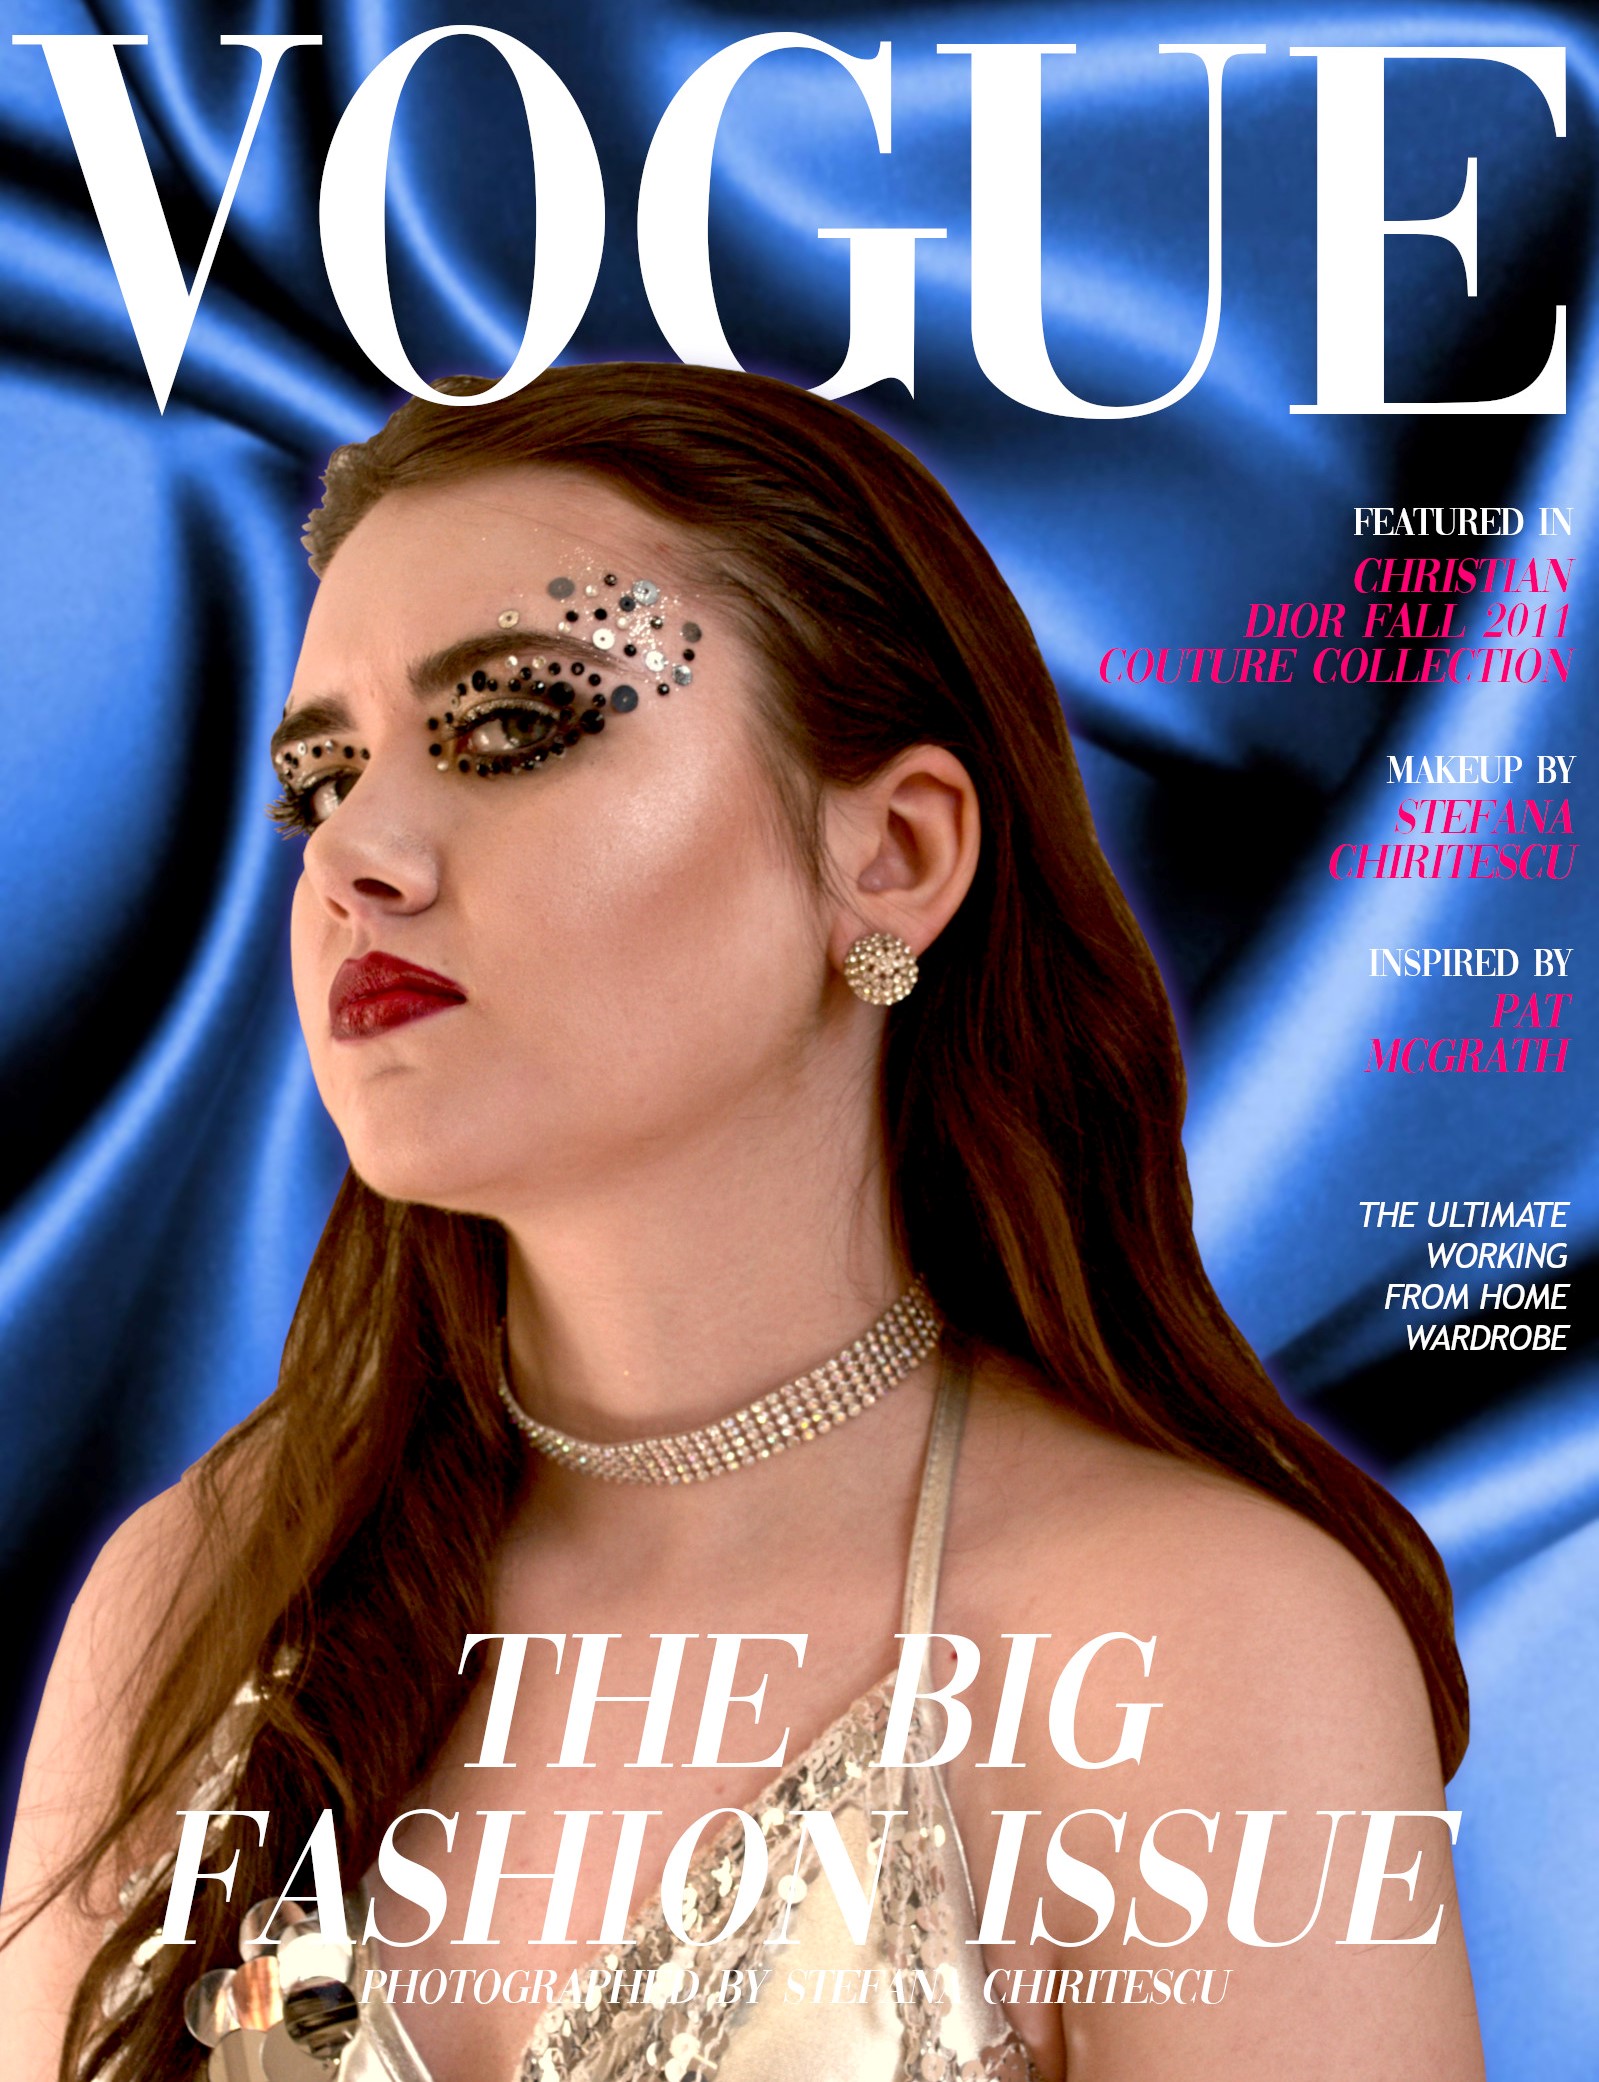 VOGUE
FEATURED IN
CHRISTIAN
DIOR FALL 2011
COUTURE COLLECTION
MAKEUP BY
STEFANA
CHIRITESCU
INSPIRED BY
PAT
MCGRATH
THE ULTIMATE
WORKING
FROM HOME
WARDROBE
THE BIG
FASHION ISSUE
PHOTOGRAPHED BY STEFANA CHIRITESCU